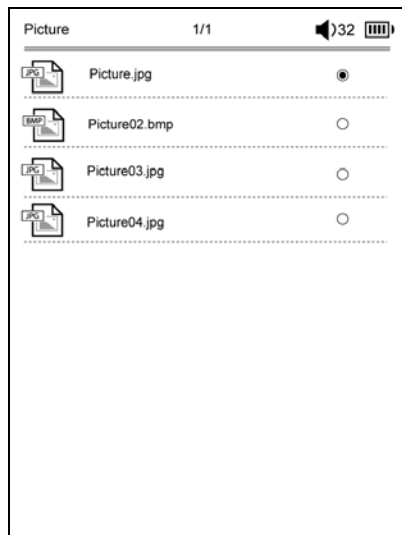 Picture 1/1 32
JPG Picture.jpg
BMP Picture02.bmp
JPG Picture03.jpg
JPG Picture04.jpg